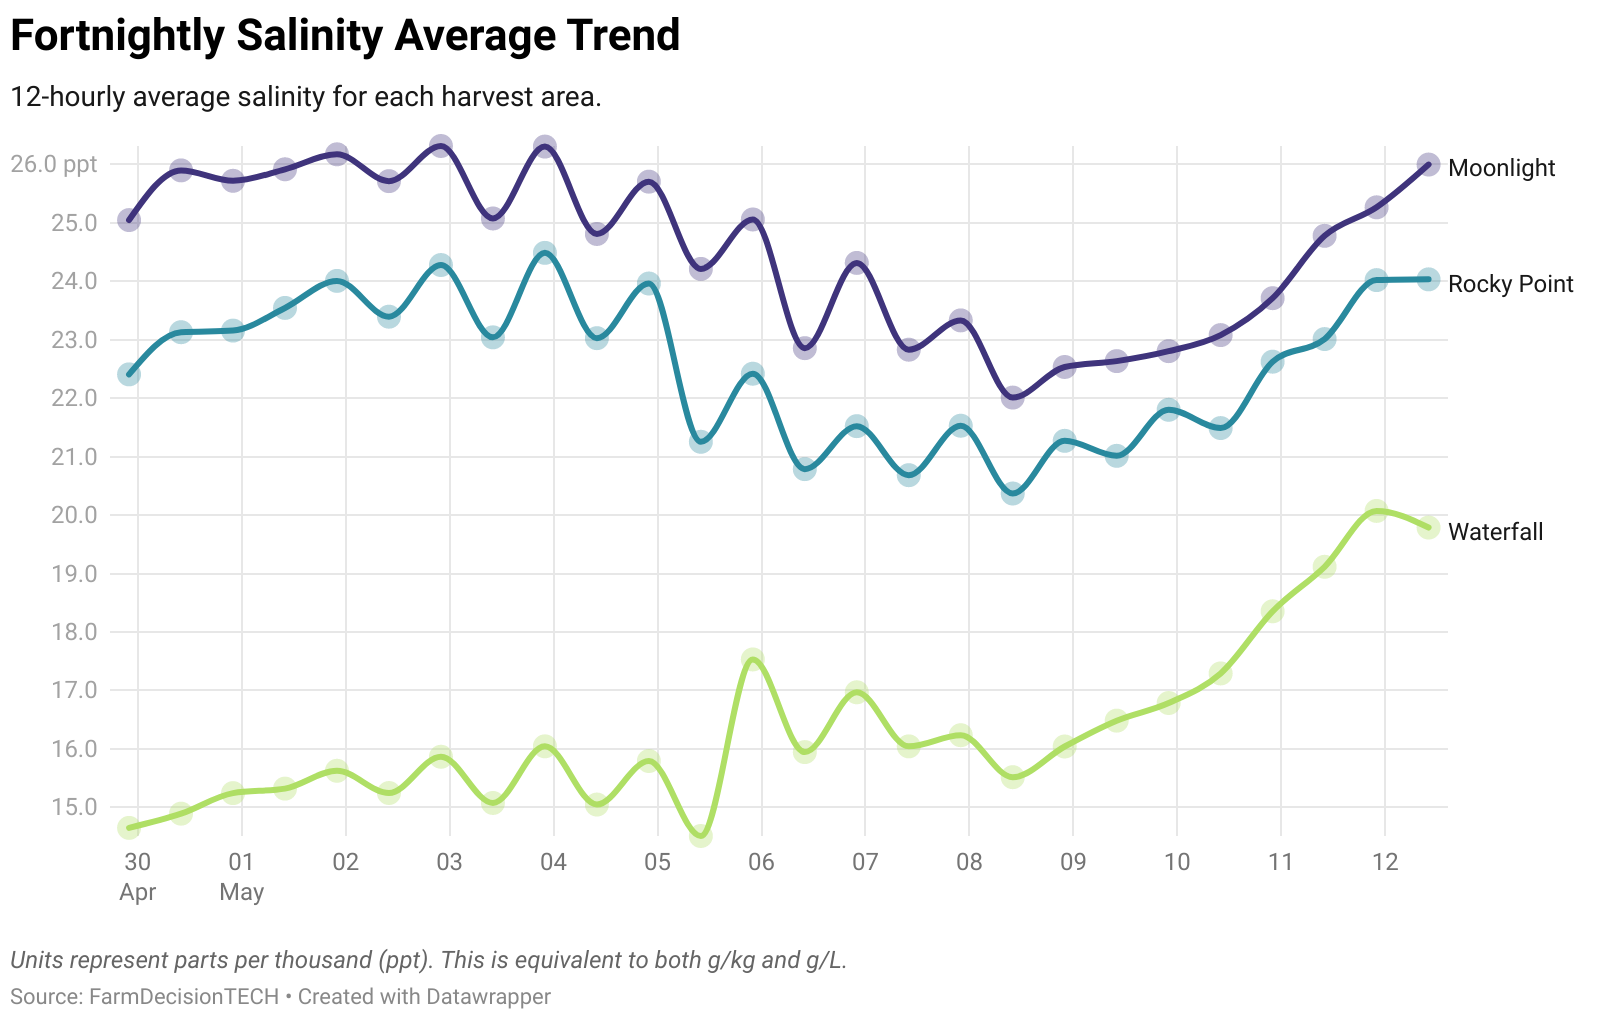 Fortnightly Salinity Average Trend
12-hourly average salinity for each harvest area.
26.0 ppt
25.0
24.0
23.0
22.0
21.0
20.0
19.0
18.0
17.0
16.0
15.0
Moonlight
Rocky Point
Waterfall
30 01 02 03 04 05 06 07 08 09 10 11 12
Apr May
Units represent parts per thousand (ppt). This is equivalent to both g/kg and g/L.
Source: FarmDecisionTECH • Created with Datawrapper